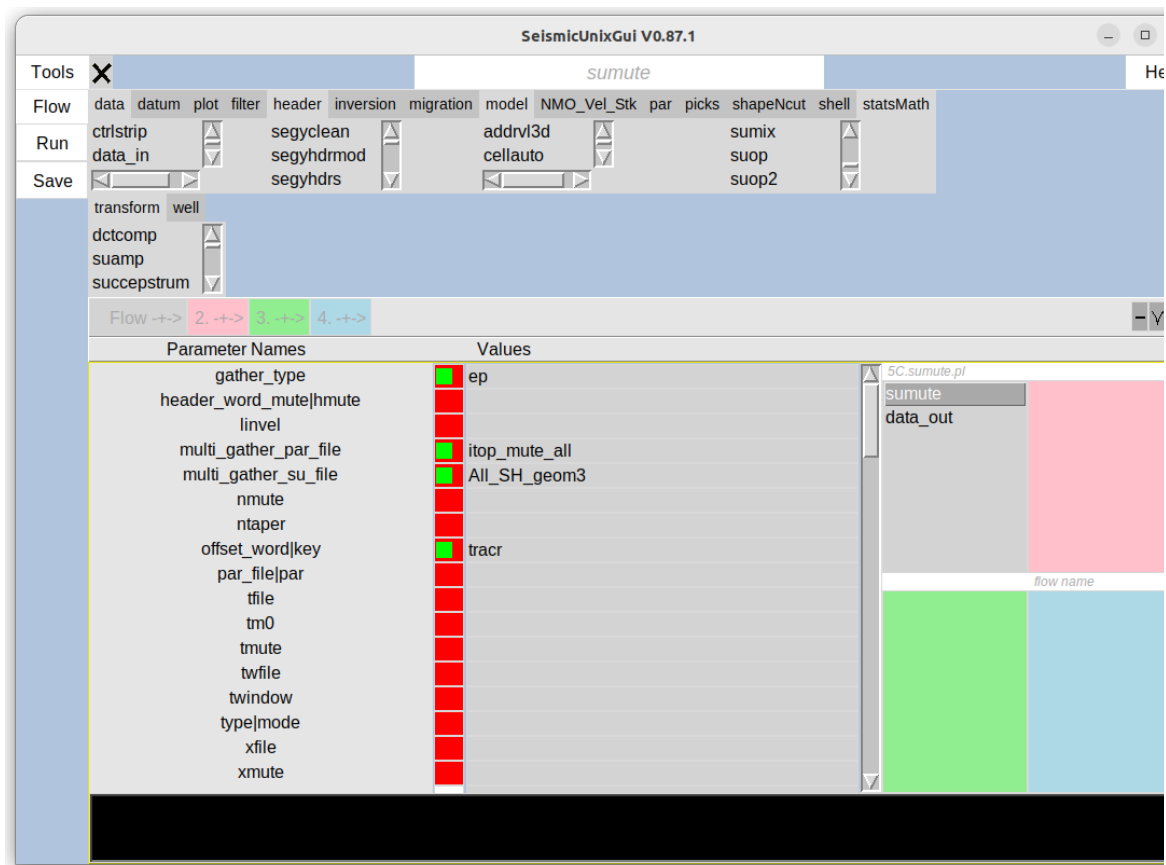 SeismicUnixGui V0.87.1
Tools X sumute He
Flow data datum plot filter header inversion migration model NMO_Vel_Stk par picks shapeNcut shell statsMath
ctrlstrip segyclean addrvl3d sumix
Run
data_in segyhdrmod cellauto suop
Save segyhdrs suop2
transform well
dctcomp
suamp
succepstrum
Flow -+-> 2. -+-> 3. -+-> 4. -+->
Parameter Names Values
gather_type ep 5C.sumute.pl
header_word_mute|hmute sumute
linvel data_out
multi_gather_par_file itop_mute_all
multi_gather_su_file All_SH_geom3
nmute
ntaper
offset_word|key tracr
par_file|par flow name
tfile
tm0
tmute
twfile
twindow
type|mode
xfile
xmute